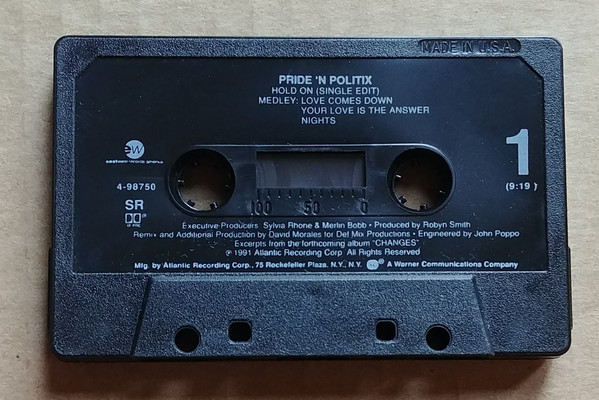 MADE IN U.S.A.
PRIDE 'N POLITIX
HOLD ON (SINGLE EDIT)
MEDLEY: LOVE COMES DOWN
YOUR LOVE IS THE ANSWER
NIGHTS
ew
1
(9:19)
4-98750
SR
100 50 0
Executive Producers Sylvia Rhone & Merlin Bobb • Produced by Robyn Smith
Remix and Additional Production by David Morales for Def Mix Productions • Engineered by John Poppo
Excerpts from the forthcoming album "CHANGES"
℗ 1991 Atlantic Recording Corp All Rights Reserved
Mfg. by Atlantic Recording Corp., 75 Rockefeller Plaza, N.Y., N.Y. A Warner Communications Company